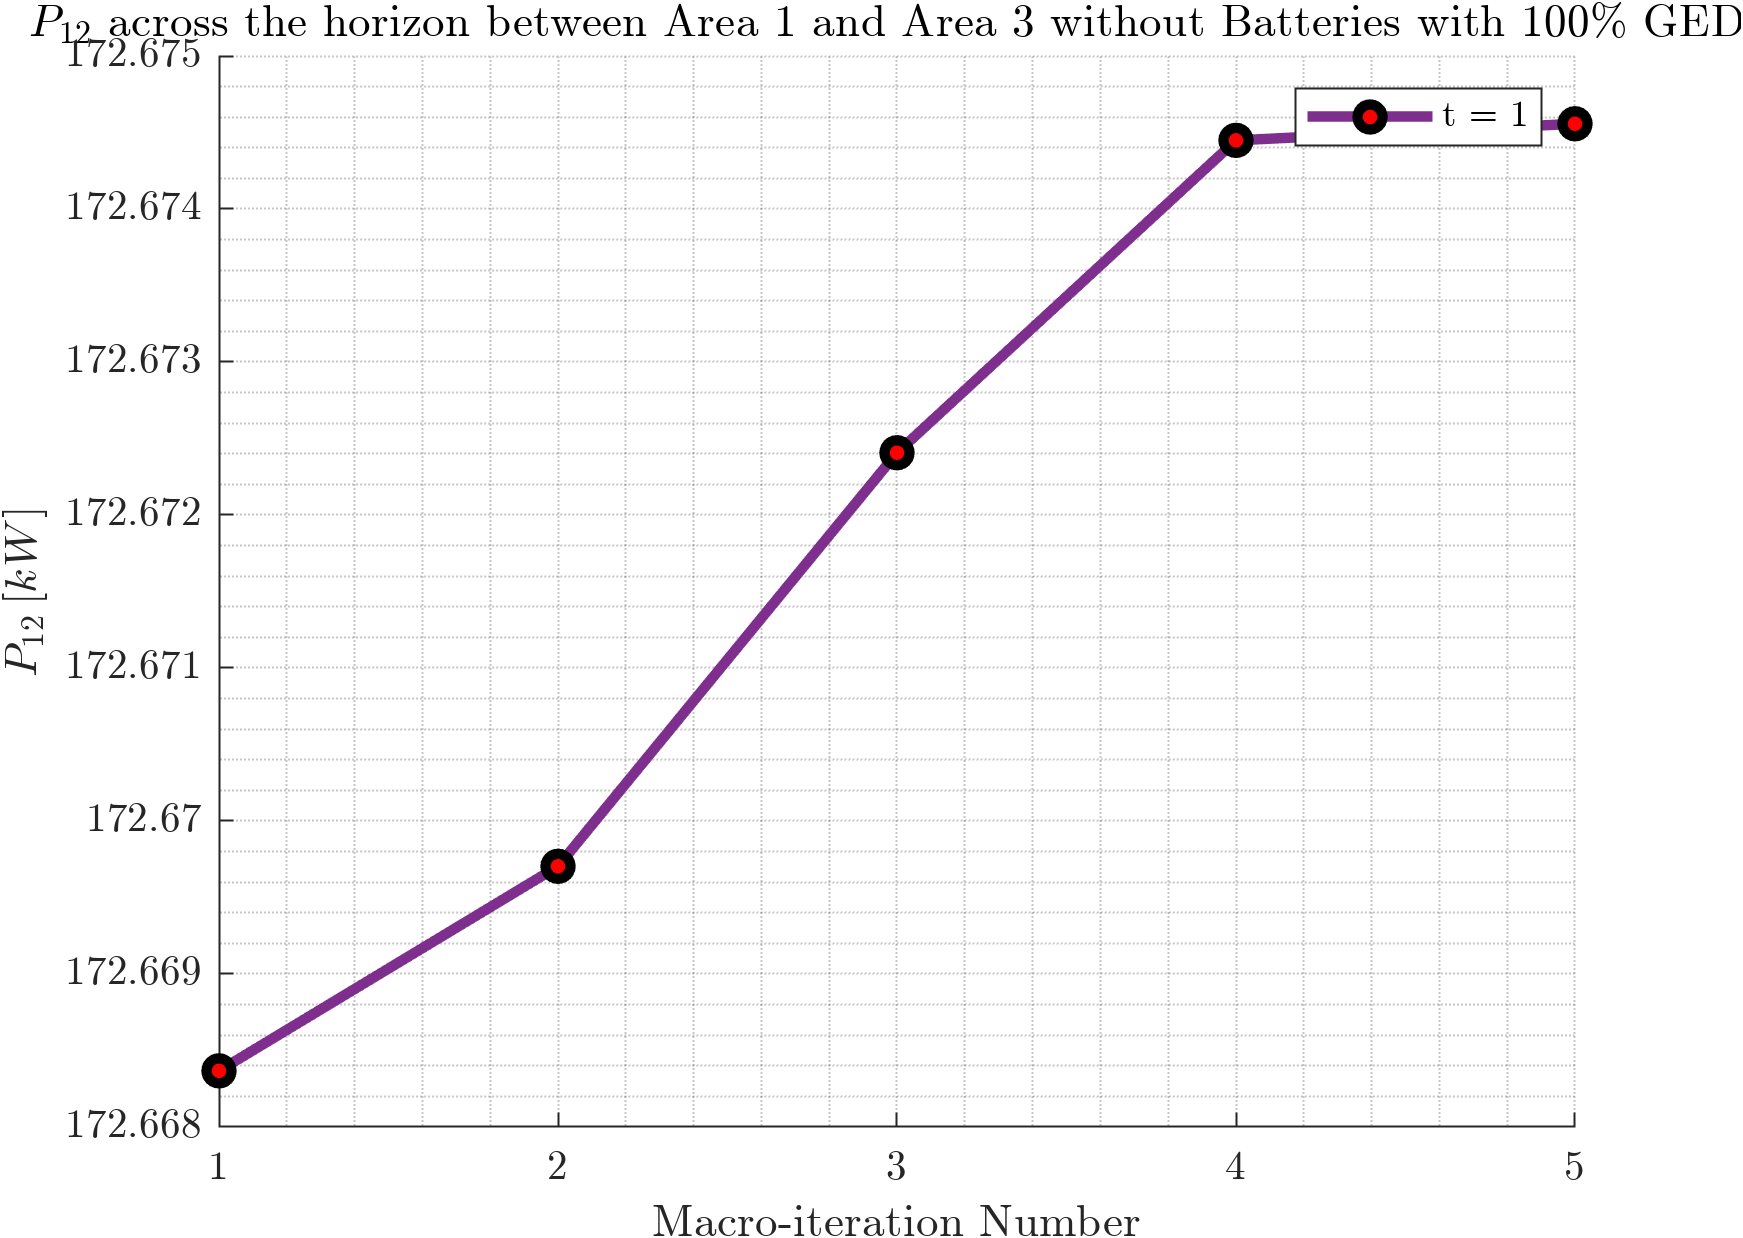 P₁₂ across the horizon between Area 1 and Area 3 without Batteries with 100% GED
172.675
172.674
172.673
172.672
172.671
172.67
172.669
172.668
P₁₂ [kW]
t = 1
1 2 3 4 5
Macro-iteration Number